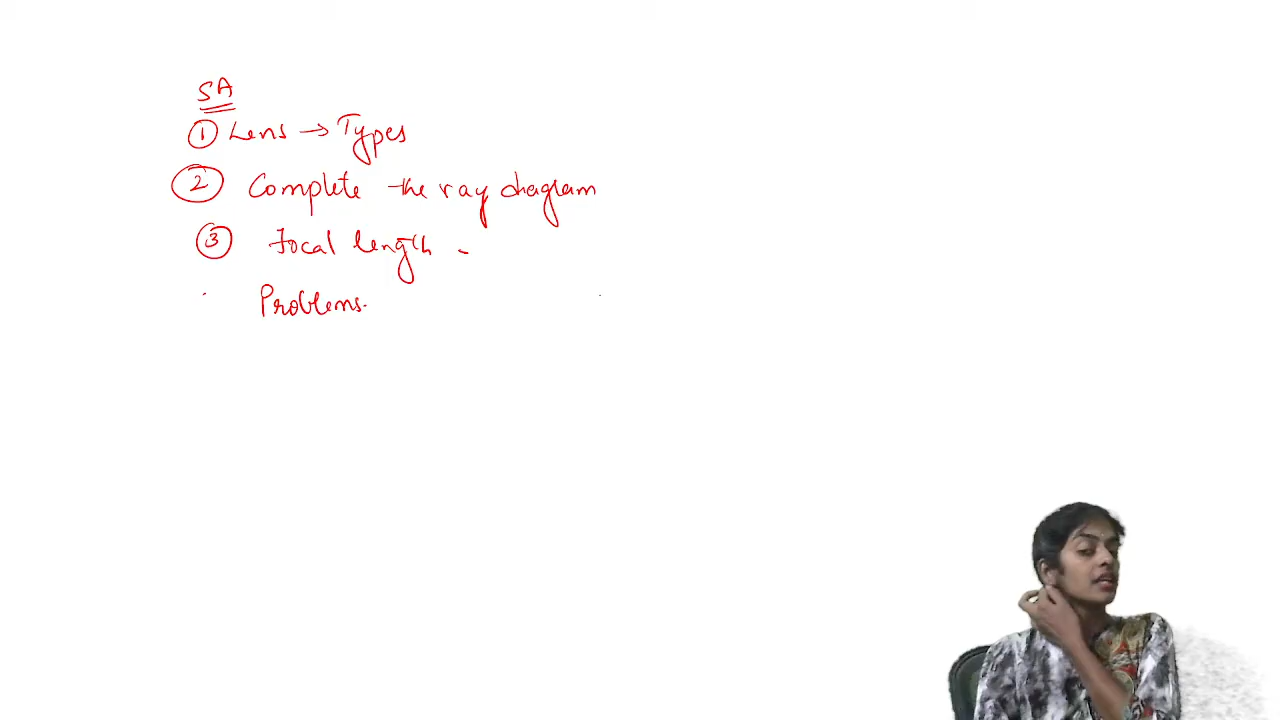 SA
① Lens → Types
② Complete the ray diagram
③ Focal length -
Problems.